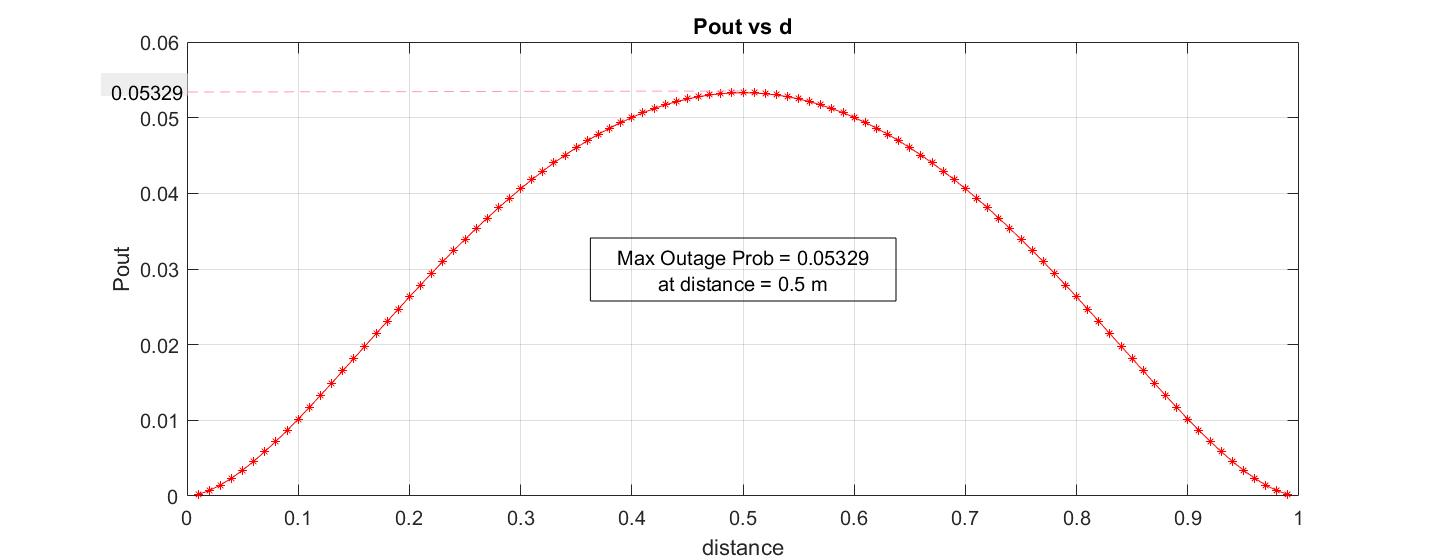 Pout vs d
0.06
0.05329
0.05
0.04
0.03
0.02
0.01
0
Pout
Max Outage Prob = 0.05329
at distance = 0.5 m
0 0.1 0.2 0.3 0.4 0.5 0.6 0.7 0.8 0.9 1
distance